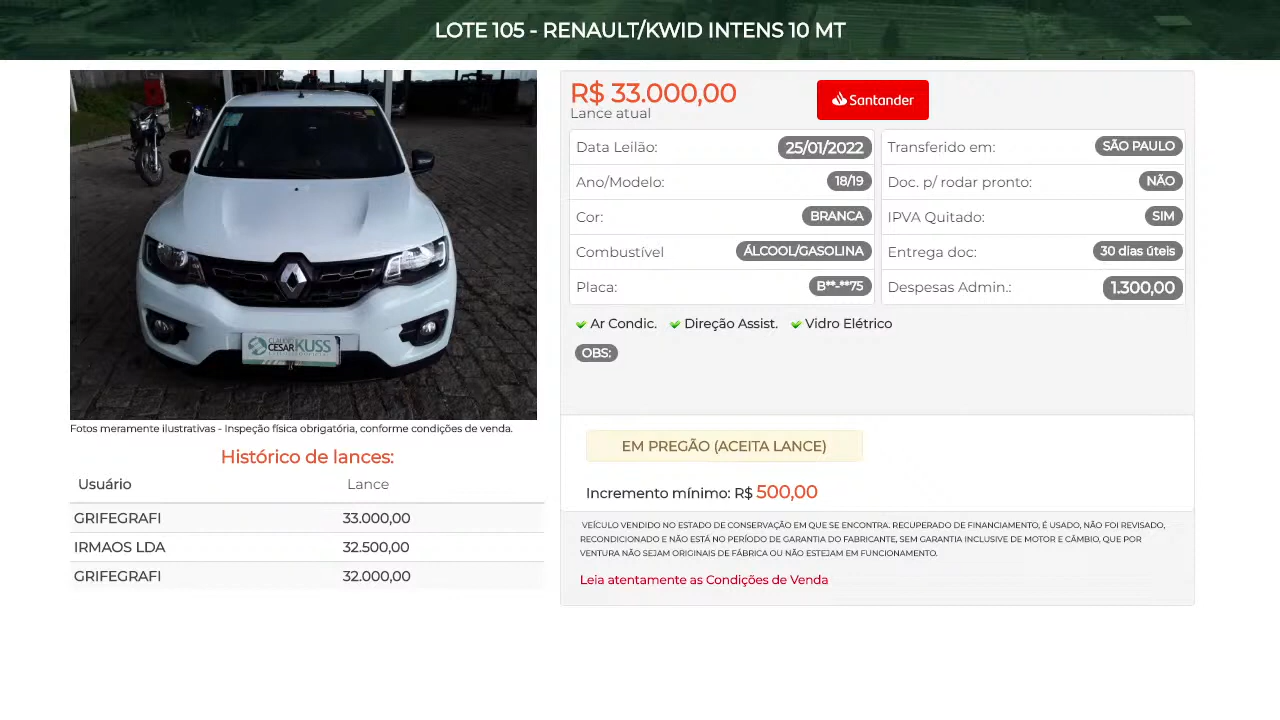 LOTE 105 - RENAULT/KWID INTENS 10 MT
R$ 33.000,00
Lance atual
Santander
Data Leilão: 25/01/2022
Ano/Modelo: 18/19
Cor: BRANCA
Combustível ÁLCOOL/GASOLINA
Placa: B**-**75
Transferido em: SÃO PAULO
Doc. p/ rodar pronto: NÃO
IPVA Quitado: SIM
Entrega doc: 30 dias úteis
Despesas Admin.: 1.300,00
Ar Condic. Direção Assist. Vidro Elétrico
OBS:
CESAR KUSS
Fotos meramente ilustrativas - Inspeção física obrigatória, conforme condições de venda.
Histórico de lances:
Usuário Lance
GRIFEGRAFI 33.000,00
IRMAOS LDA 32.500,00
GRIFEGRAFI 32.000,00
EM PREGÃO (ACEITA LANCE)
Incremento mínimo: R$ 500,00
VEÍCULO VENDIDO NO ESTADO DE CONSERVAÇÃO EM QUE SE ENCONTRA. RECUPERADO DE FINANCIAMENTO, É USADO, NÃO FOI REVISADO,
RECONDICIONADO E NÃO ESTÁ NO PERÍODO DE GARANTIA DO FABRICANTE, SEM GARANTIA INCLUSIVE DE MOTOR E CÂMBIO, QUE POR
VENTURA NÃO SEJAM ORIGINAIS DE FÁBRICA OU NÃO ESTEJAM EM FUNCIONAMENTO.
Leia atentamente as Condições de Venda